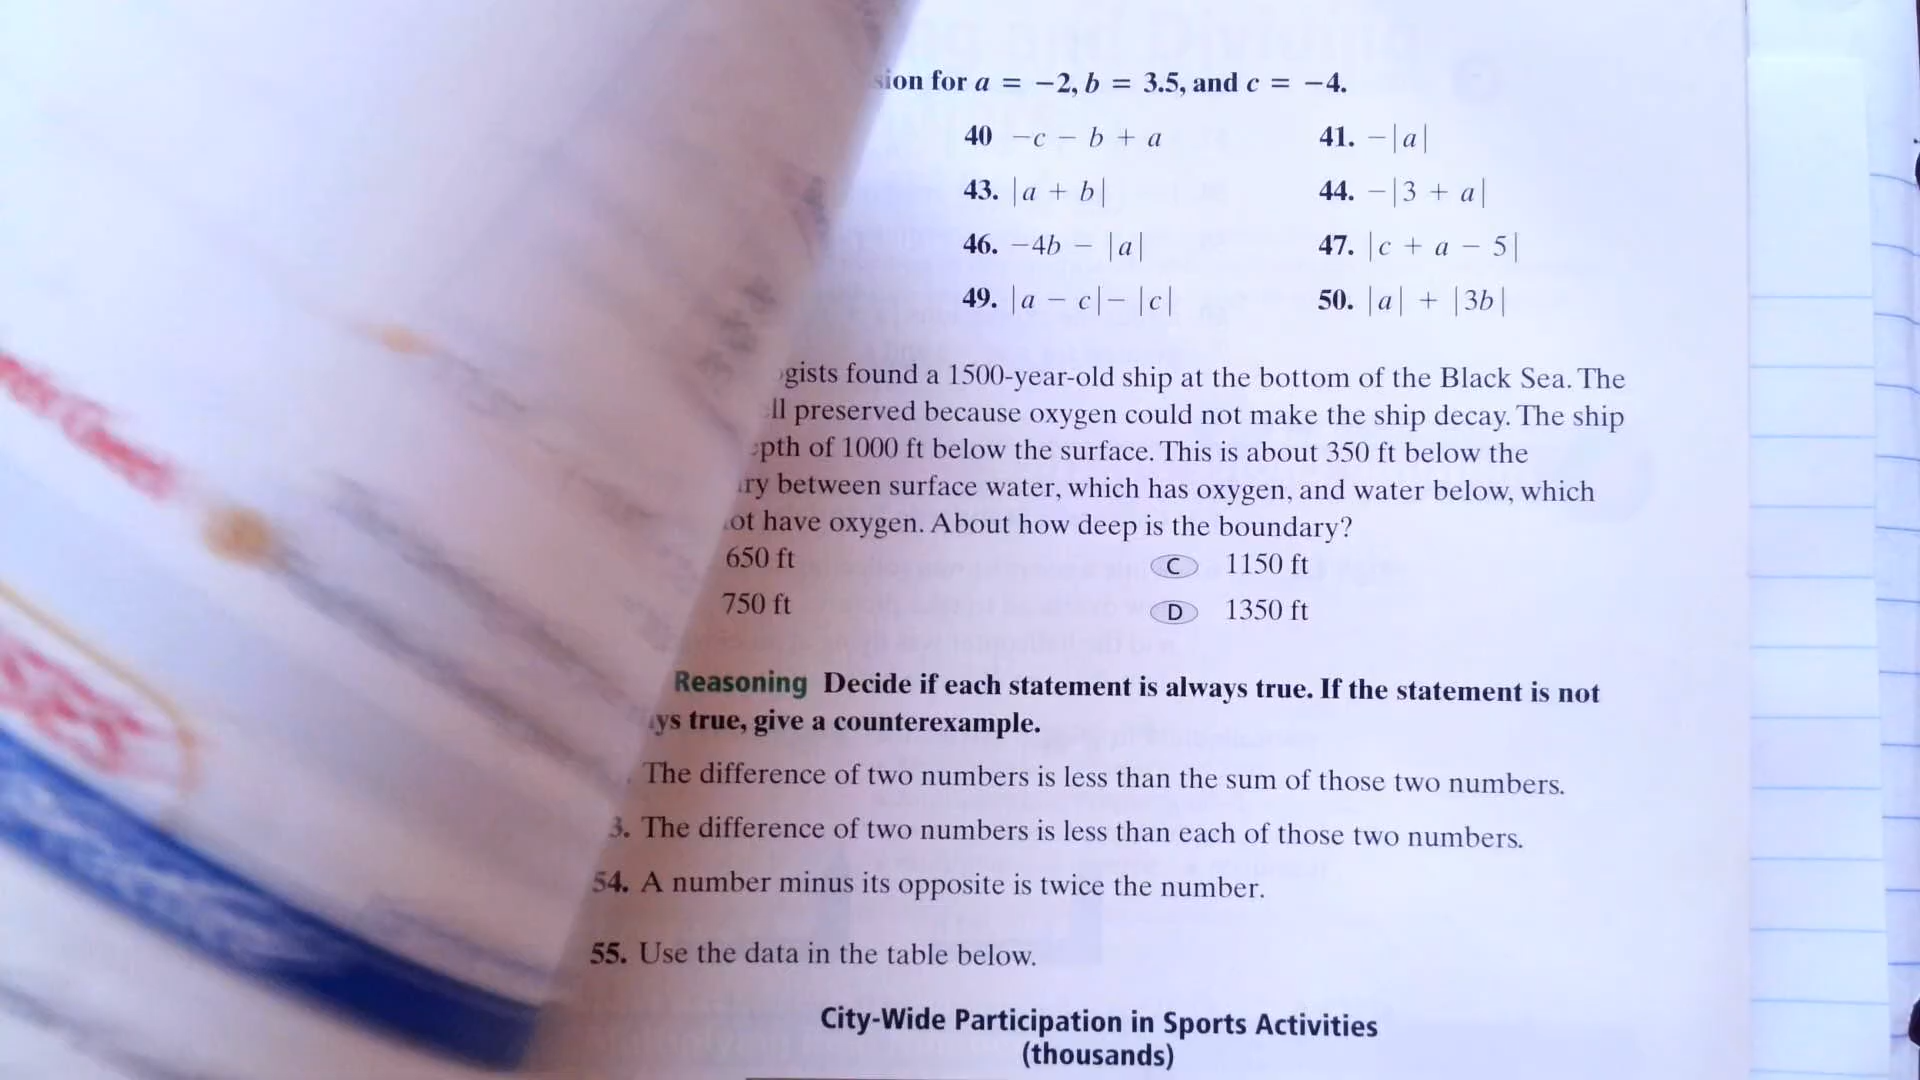 for a = −2, b = 3.5, and c = −4.
40 −c − b + a
41. −|a|
43. |a + b|
44. −|3 + a|
46. −4b − |a|
47. |c + a − 5|
49. |a − c| − |c|
50. |a| + |3b|
found a 1500-year-old ship at the bottom of the Black Sea. The
preserved because oxygen could not make the ship decay. The ship
of 1000 ft below the surface. This is about 350 ft below the
between surface water, which has oxygen, and water below, which
have oxygen. About how deep is the boundary?
650 ft
C 1150 ft
750 ft
D 1350 ft
Reasoning Decide if each statement is always true. If the statement is not
true, give a counterexample.
The difference of two numbers is less than the sum of those two numbers.
3. The difference of two numbers is less than each of those two numbers.
54. A number minus its opposite is twice the number.
55. Use the data in the table below.
City-Wide Participation in Sports Activities
(thousands)